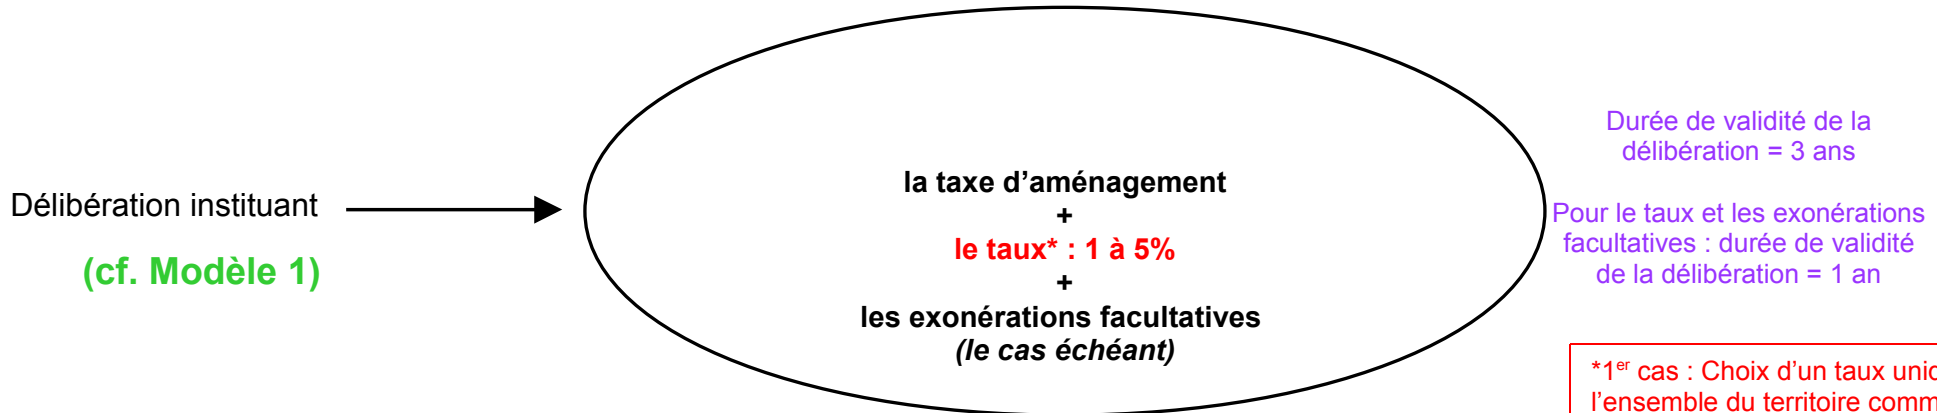 Délibération instituant
(cf. Modèle 1)
la taxe d’aménagement
+
le taux* : 1 à 5%
+
les exonérations facultatives
(le cas échéant)
Durée de validité de la
délibération = 3 ans
Pour le taux et les exonérations
facultatives : durée de validité
de la délibération = 1 an
*1er cas : Choix d’un taux
l’ensemble du territoire